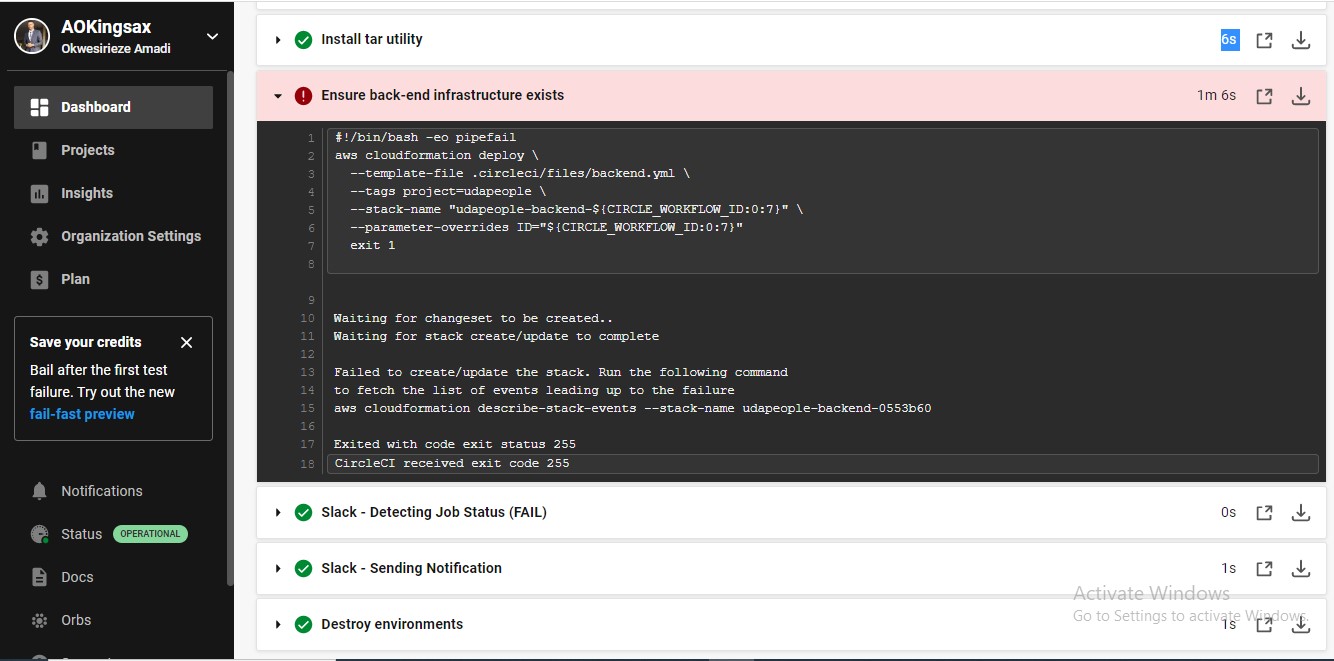 AOKingsax
Okwesirieze Amadi
Dashboard
Projects
Insights
Organization Settings
$ Plan
Save your credits
Bail after the first test
failure. Try out the new
fail-fast preview
Notifications
Status OPERATIONAL
Docs
Orbs
Install tar utility 6s
! Ensure back-end infrastructure exists 1m 6s
1 #!/bin/bash -eo pipefail
2 aws cloudformation deploy \
3 --template-file .circleci/files/backend.yml \
4 --tags project=udapeople \
5 --stack-name "udapeople-backend-${CIRCLE_WORKFLOW_ID:0:7}" \
6 --parameter-overrides ID="${CIRCLE_WORKFLOW_ID:0:7}"
7 exit 1
8
9
10 Waiting for changeset to be created..
11 Waiting for stack create/update to complete
12
13 Failed to create/update the stack. Run the following command
14 to fetch the list of events leading up to the failure
15 aws cloudformation describe-stack-events --stack-name udapeople-backend-0553b60
16
17 Exited with code exit status 255
18 CircleCI received exit code 255
Slack - Detecting Job Status (FAIL) 0s
Slack - Sending Notification 1s
Destroy environments 1s
Activate Windows
Go to Settings to activate Windows.